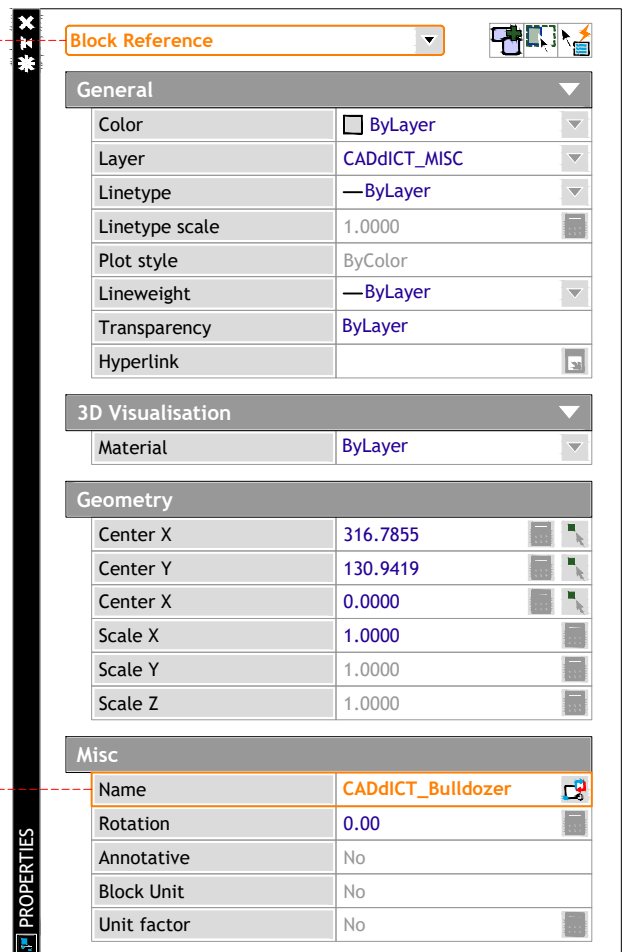 Block Reference
General
Color ByLayer
Layer CADdICT_MISC
Linetype ByLayer
Linetype scale 1.0000
Plot style ByColor
Lineweight ByLayer
Transparency ByLayer
Hyperlink
3D Visualisation
Material ByLayer
Geometry
Center X 316.7855
Center Y 130.9419
Center X 0.0000
Scale X 1.0000
Scale Y 1.0000
Scale Z 1.0000
Misc
Name CADdICT_Bulldozer
Rotation 0.00
Annotative No
Block Unit No
Unit factor No
PROPERTIES